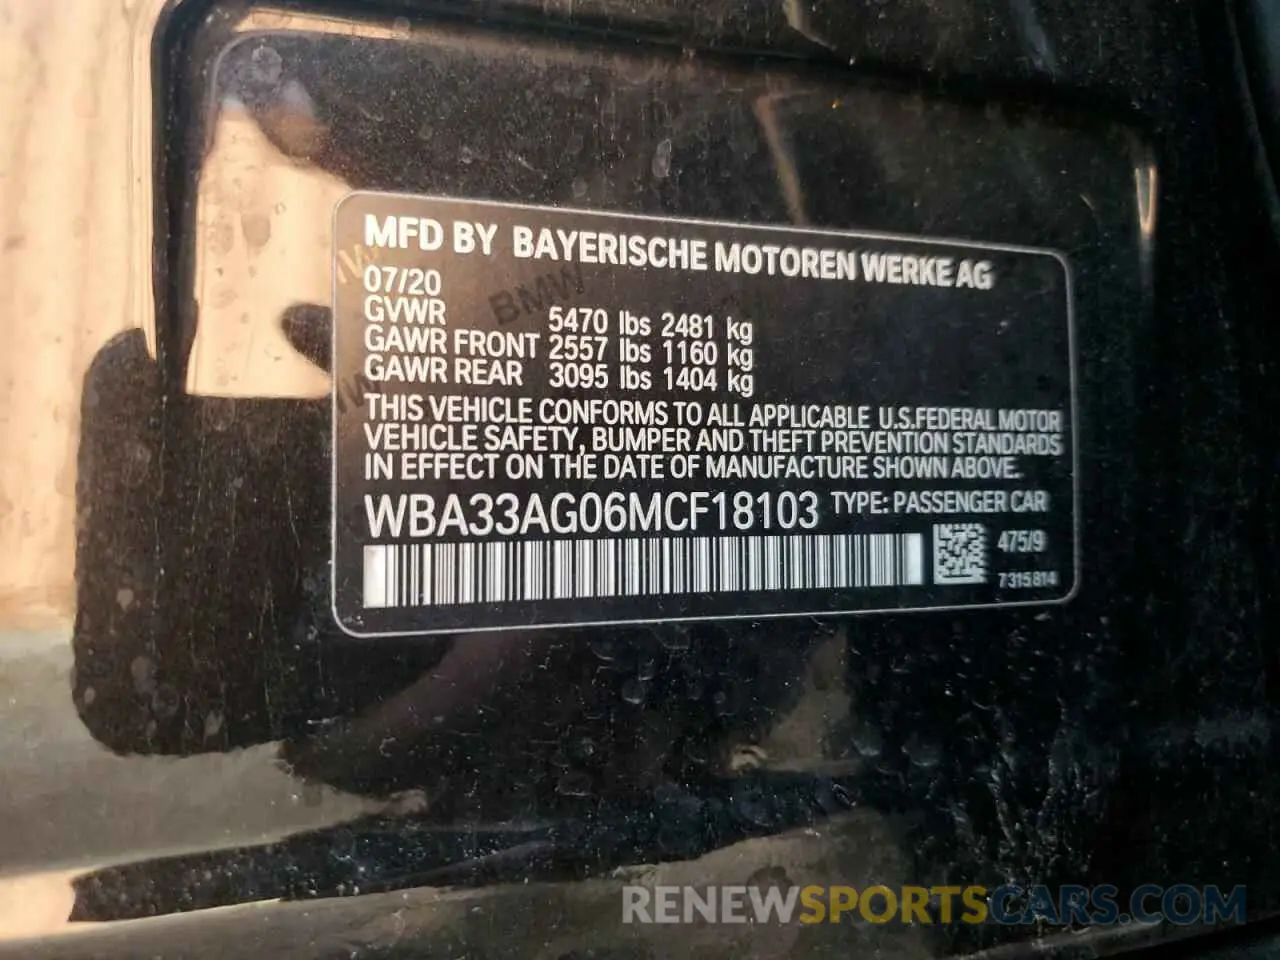 MFD BY BAYERISCHE MOTOREN WERKE AG
07/20
GVWR 5470 lbs 2481 kg
GAWR FRONT 2557 lbs 1160 kg
GAWR REAR 3095 lbs 1404 kg
THIS VEHICLE CONFORMS TO ALL APPLICABLE U.S.FEDERAL MOTOR
VEHICLE SAFETY, BUMPER AND THEFT PREVENTION STANDARDS
IN EFFECT ON THE DATE OF MANUFACTURE SHOWN ABOVE.
WBA33AG06MCF18103 TYPE: PASSENGER CAR
475/9
7315814
BMW
RENEWSPORTSCARS.COM